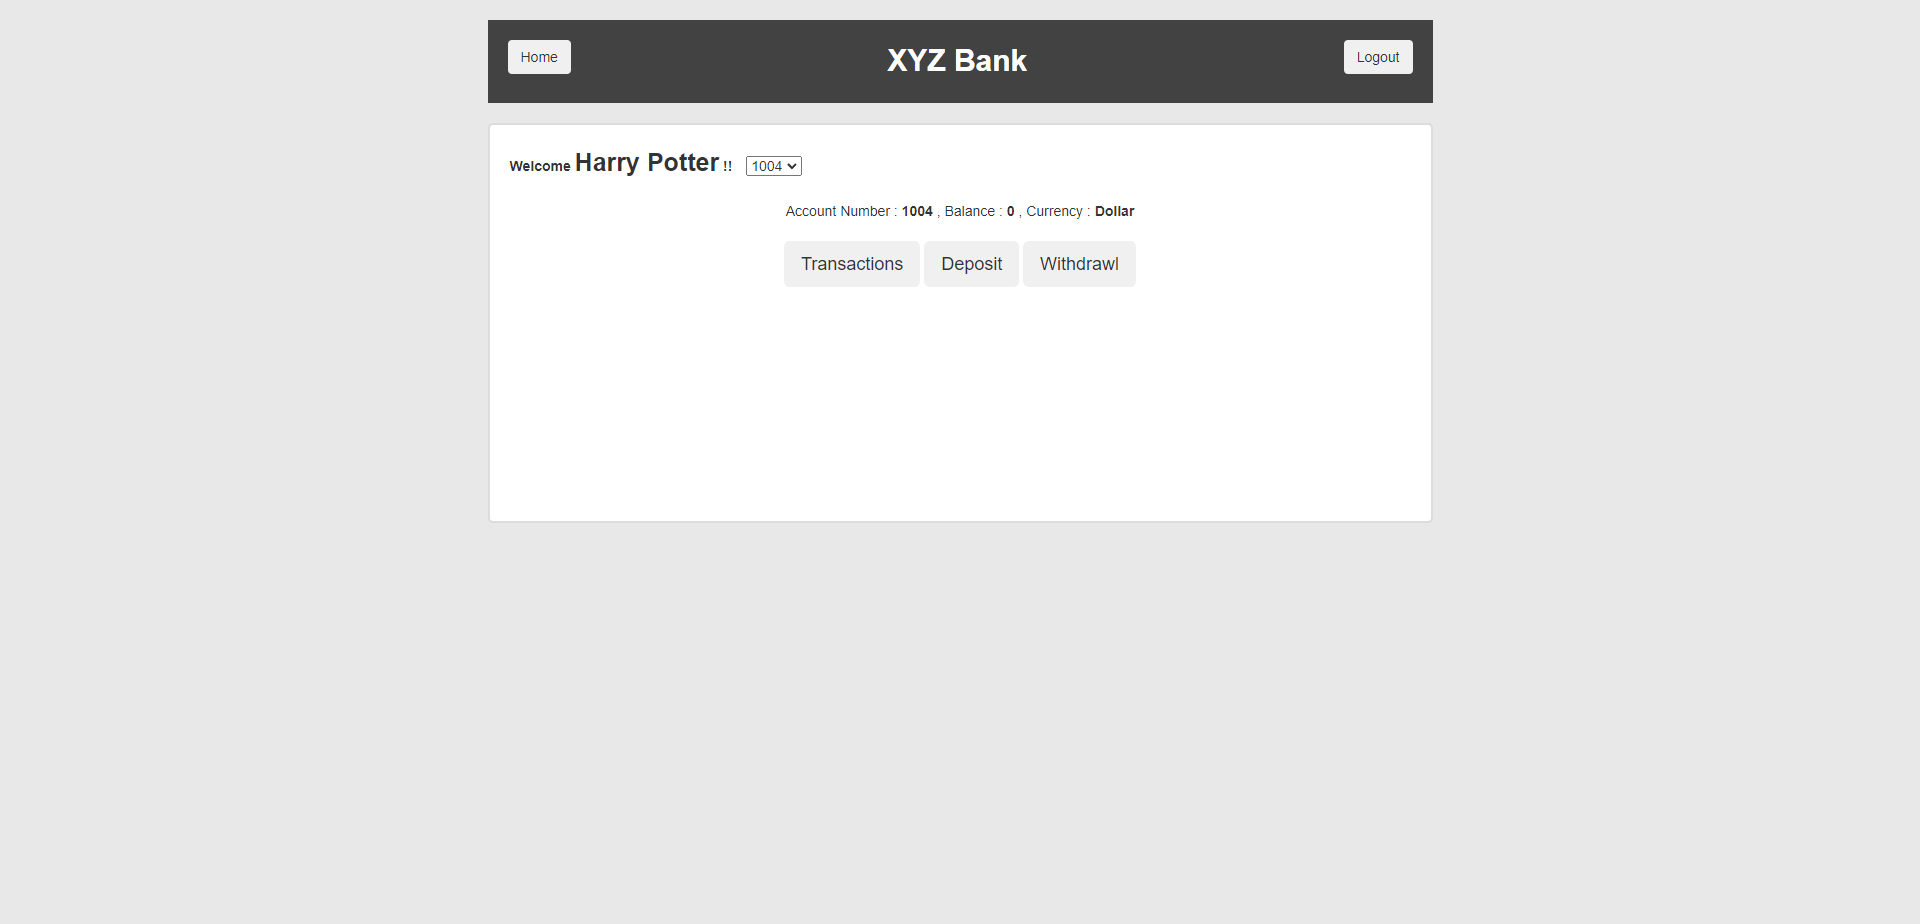 Home XYZ Bank Logout
Welcome Harry Potter !! 1004
Account Number : 1004 , Balance : 0 , Currency : Dollar
Transactions Deposit Withdrawl